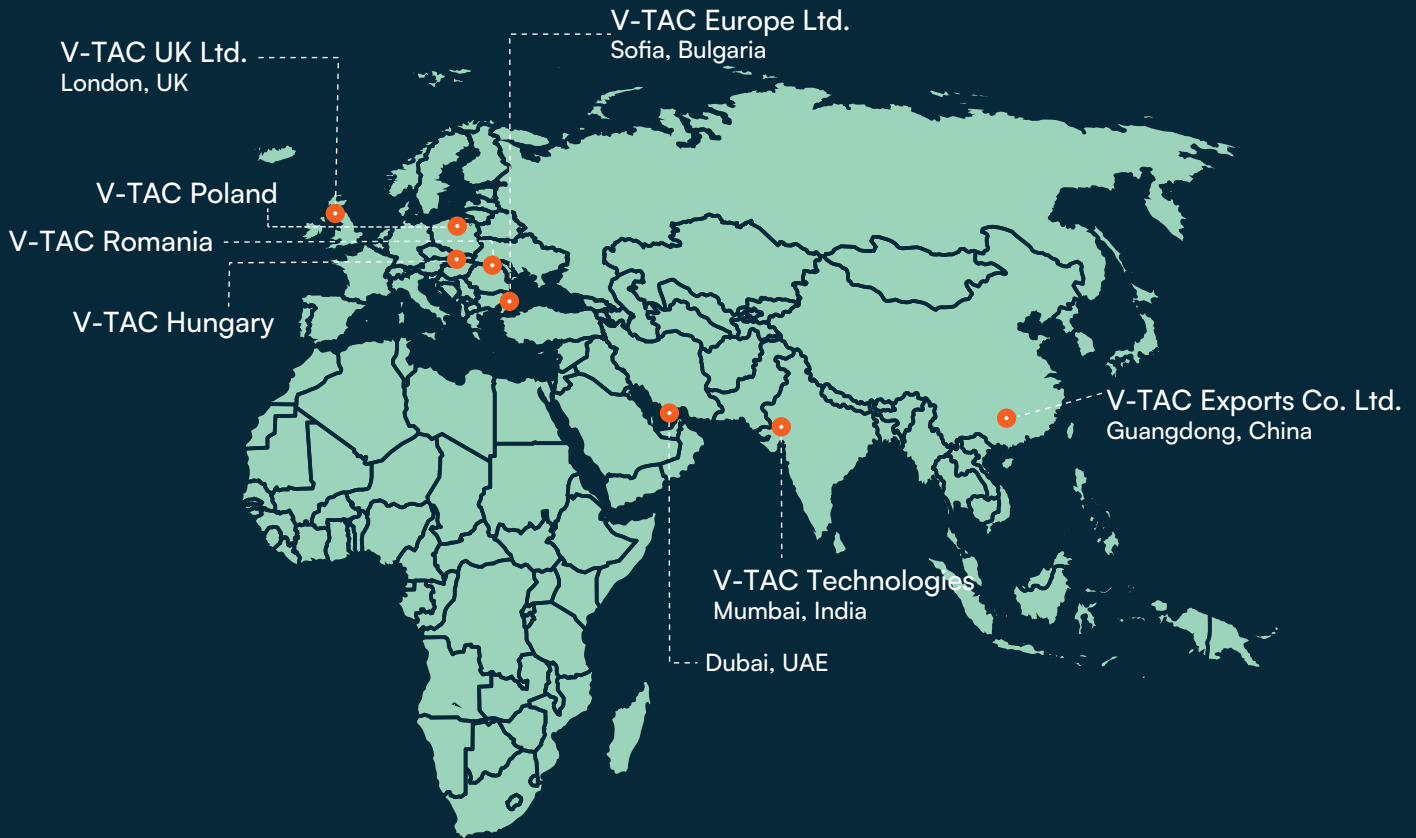 V-TAC Europe Ltd.
Sofia, Bulgaria
V-TAC UK Ltd.
London, UK
V-TAC Poland
V-TAC Romania
V-TAC Hungary
V-TAC Exports Co. Ltd.
Guangdong, China
V-TAC Technologies
Mumbai, India
Dubai, UAE